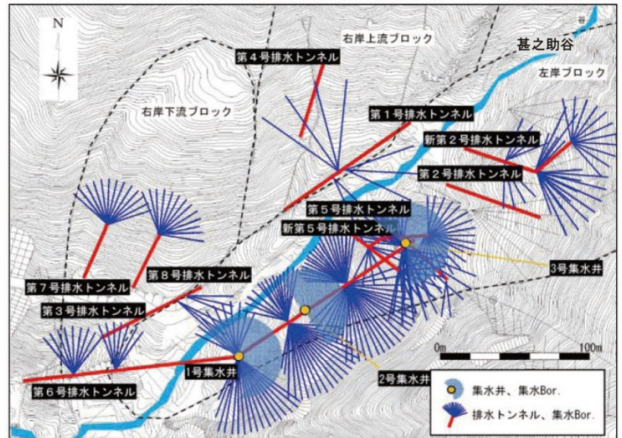 N
右岸上流ブロック
甚之助谷
谷
第4号排水トンネル
左岸ブロック
右岸下流ブロック
第1号排水トンネル
新第2号排水トンネル
第2号排水トンネル
第5号排水トンネル
新第5号排水トンネル
3号集水井
第8号排水トンネル
第7号排水トンネル
第3号排水トンネル
0m
100m
1号集水井
2号集水井
第6号排水トンネル
集水井、集水Bor.
排水トンネル、集水Bor.